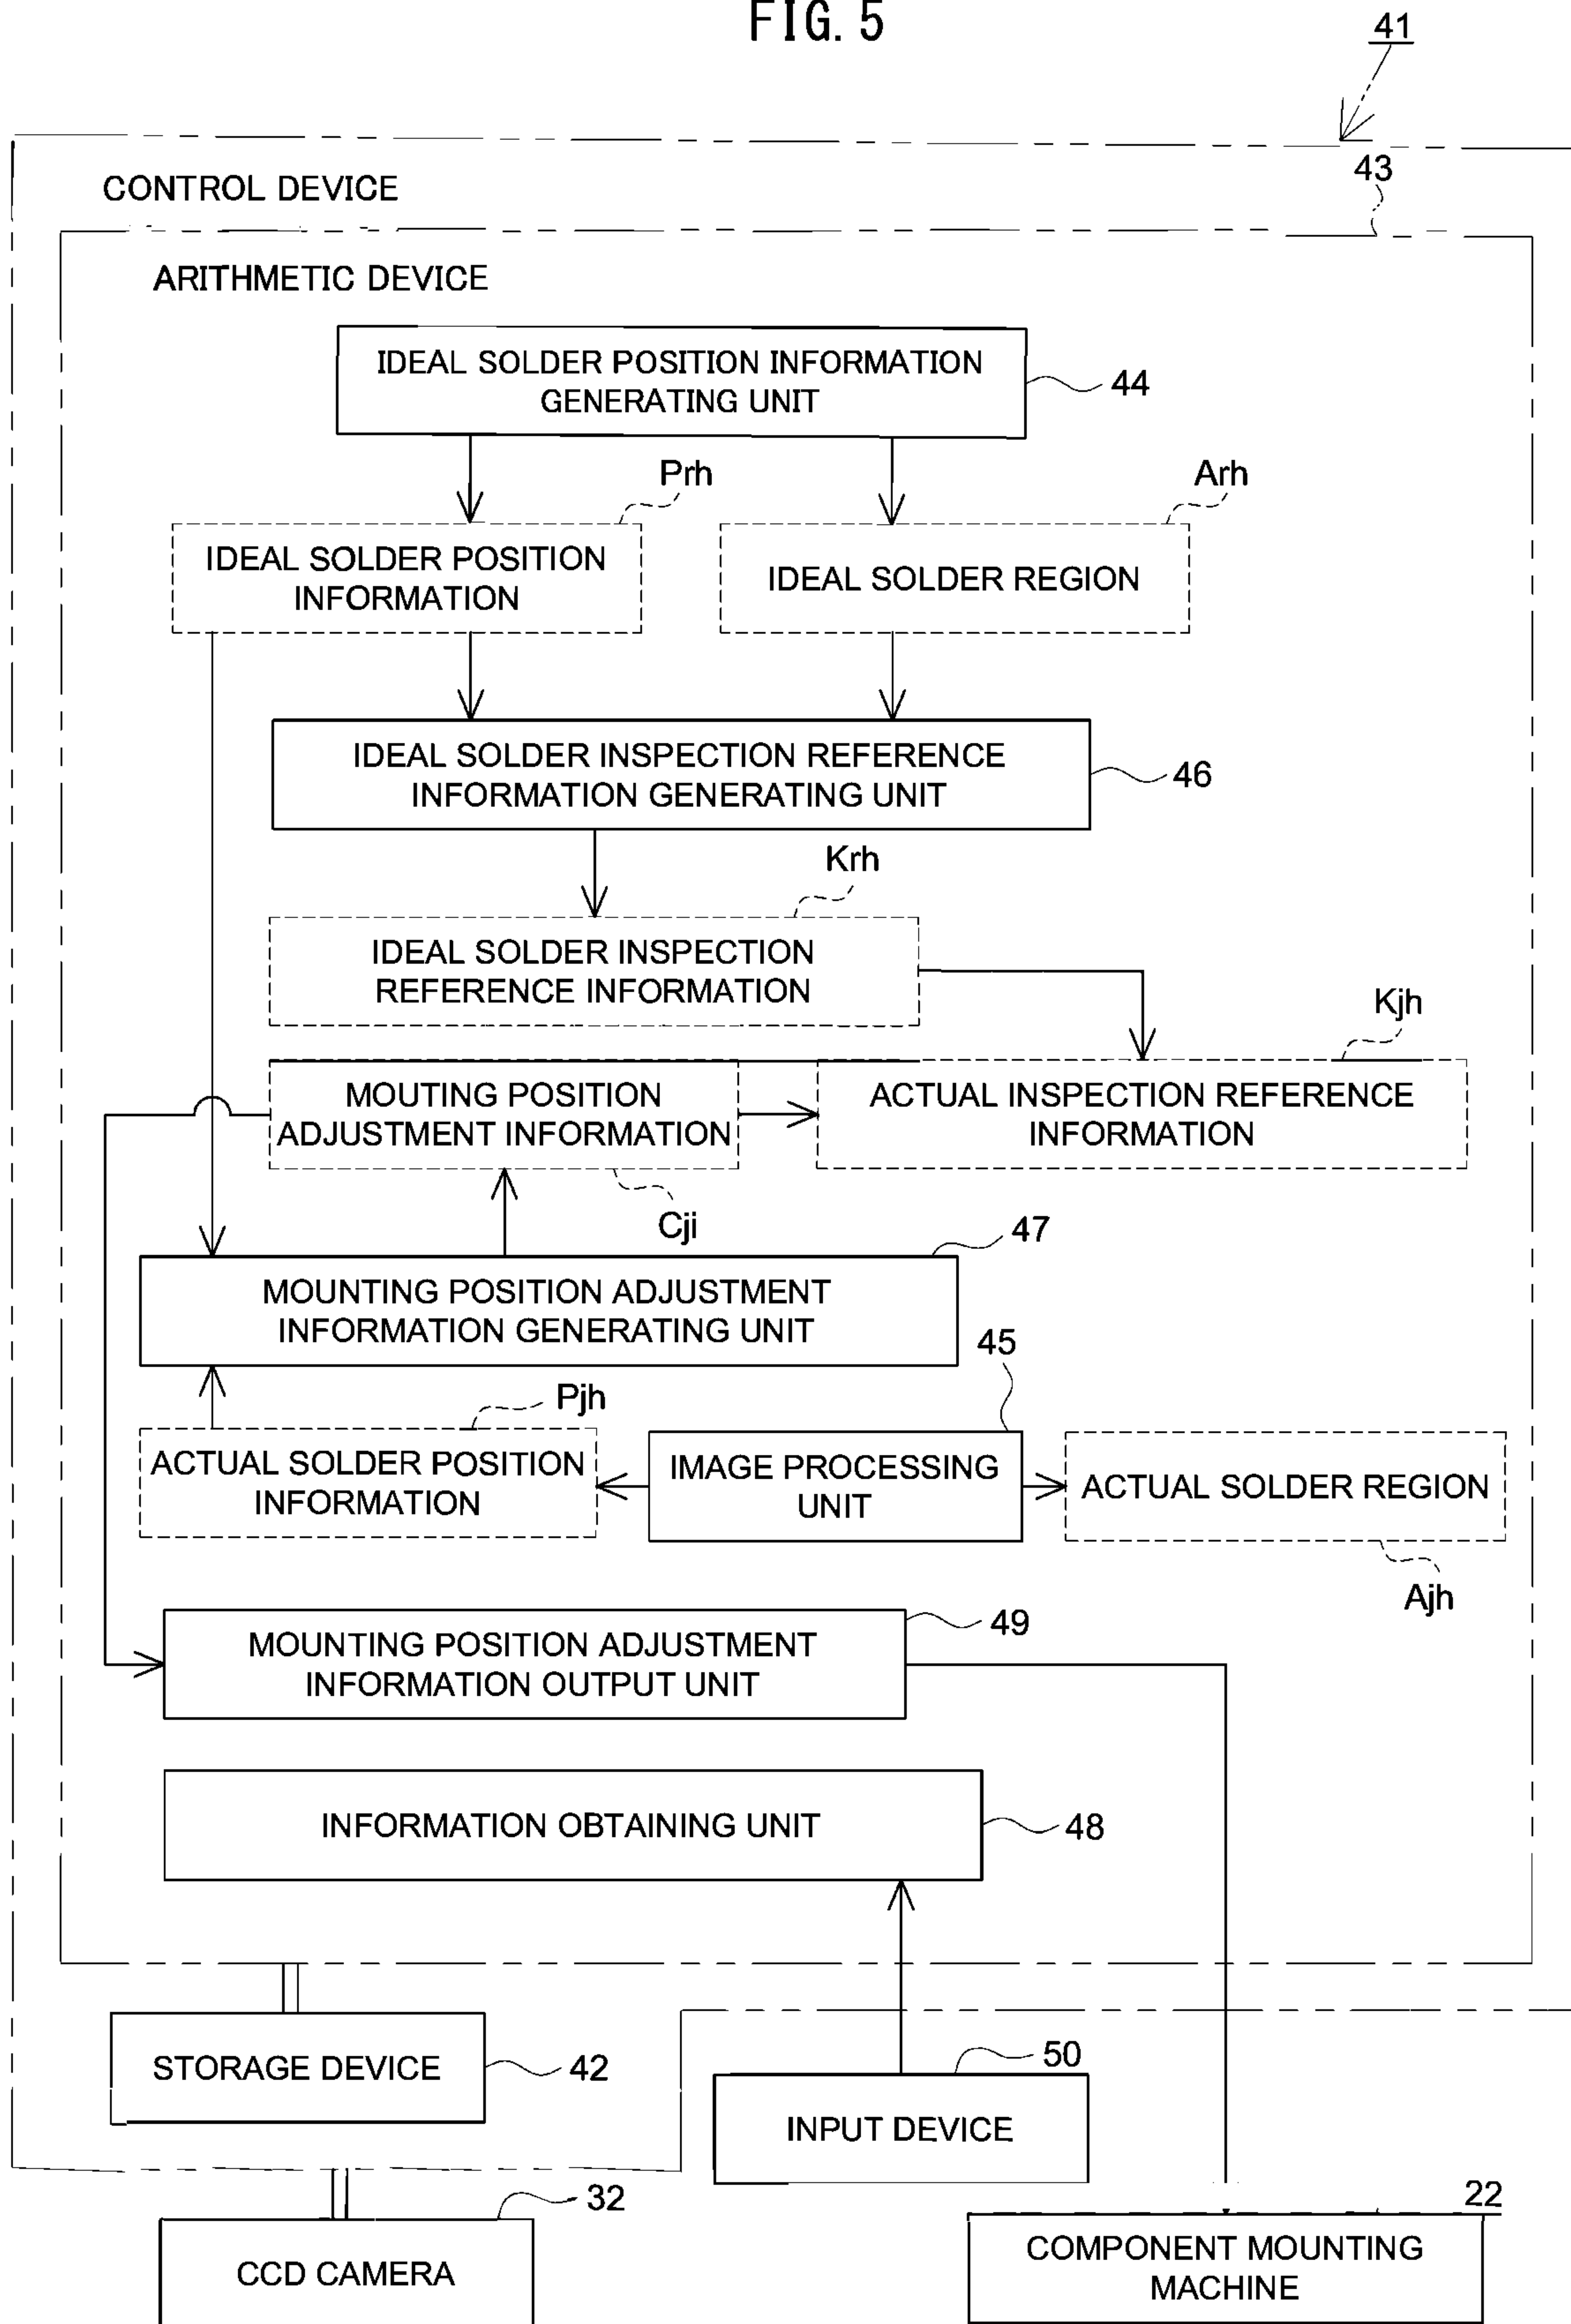 FIG. 5
41
CONTROL DEVICE
43
ARITHMETIC DEVICE
IDEAL SOLDER POSITION INFORMATION
GENERATING UNIT
44
Prh
Arh
IDEAL SOLDER POSITION
INFORMATION
IDEAL SOLDER REGION
IDEAL SOLDER INSPECTION REFERENCE
INFORMATION GENERATING UNIT
46
Krh
IDEAL SOLDER INSPECTION
REFERENCE INFORMATION
Kjh
MOUTING POSITION
ADJUSTMENT INFORMATION
ACTUAL INSPECTION REFERENCE
INFORMATION
Cji
47
MOUNTING POSITION ADJUSTMENT
INFORMATION GENERATING UNIT
45
Pjh
ACTUAL SOLDER POSITION
INFORMATION
IMAGE PROCESSING
UNIT
ACTUAL SOLDER REGION
Ajh
49
MOUNTING POSITION ADJUSTMENT
INFORMATION OUTPUT UNIT
INFORMATION OBTAINING UNIT
48
STORAGE DEVICE
42
50
INPUT DEVICE
32
CCD CAMERA
22
COMPONENT MOUNTING
MACHINE